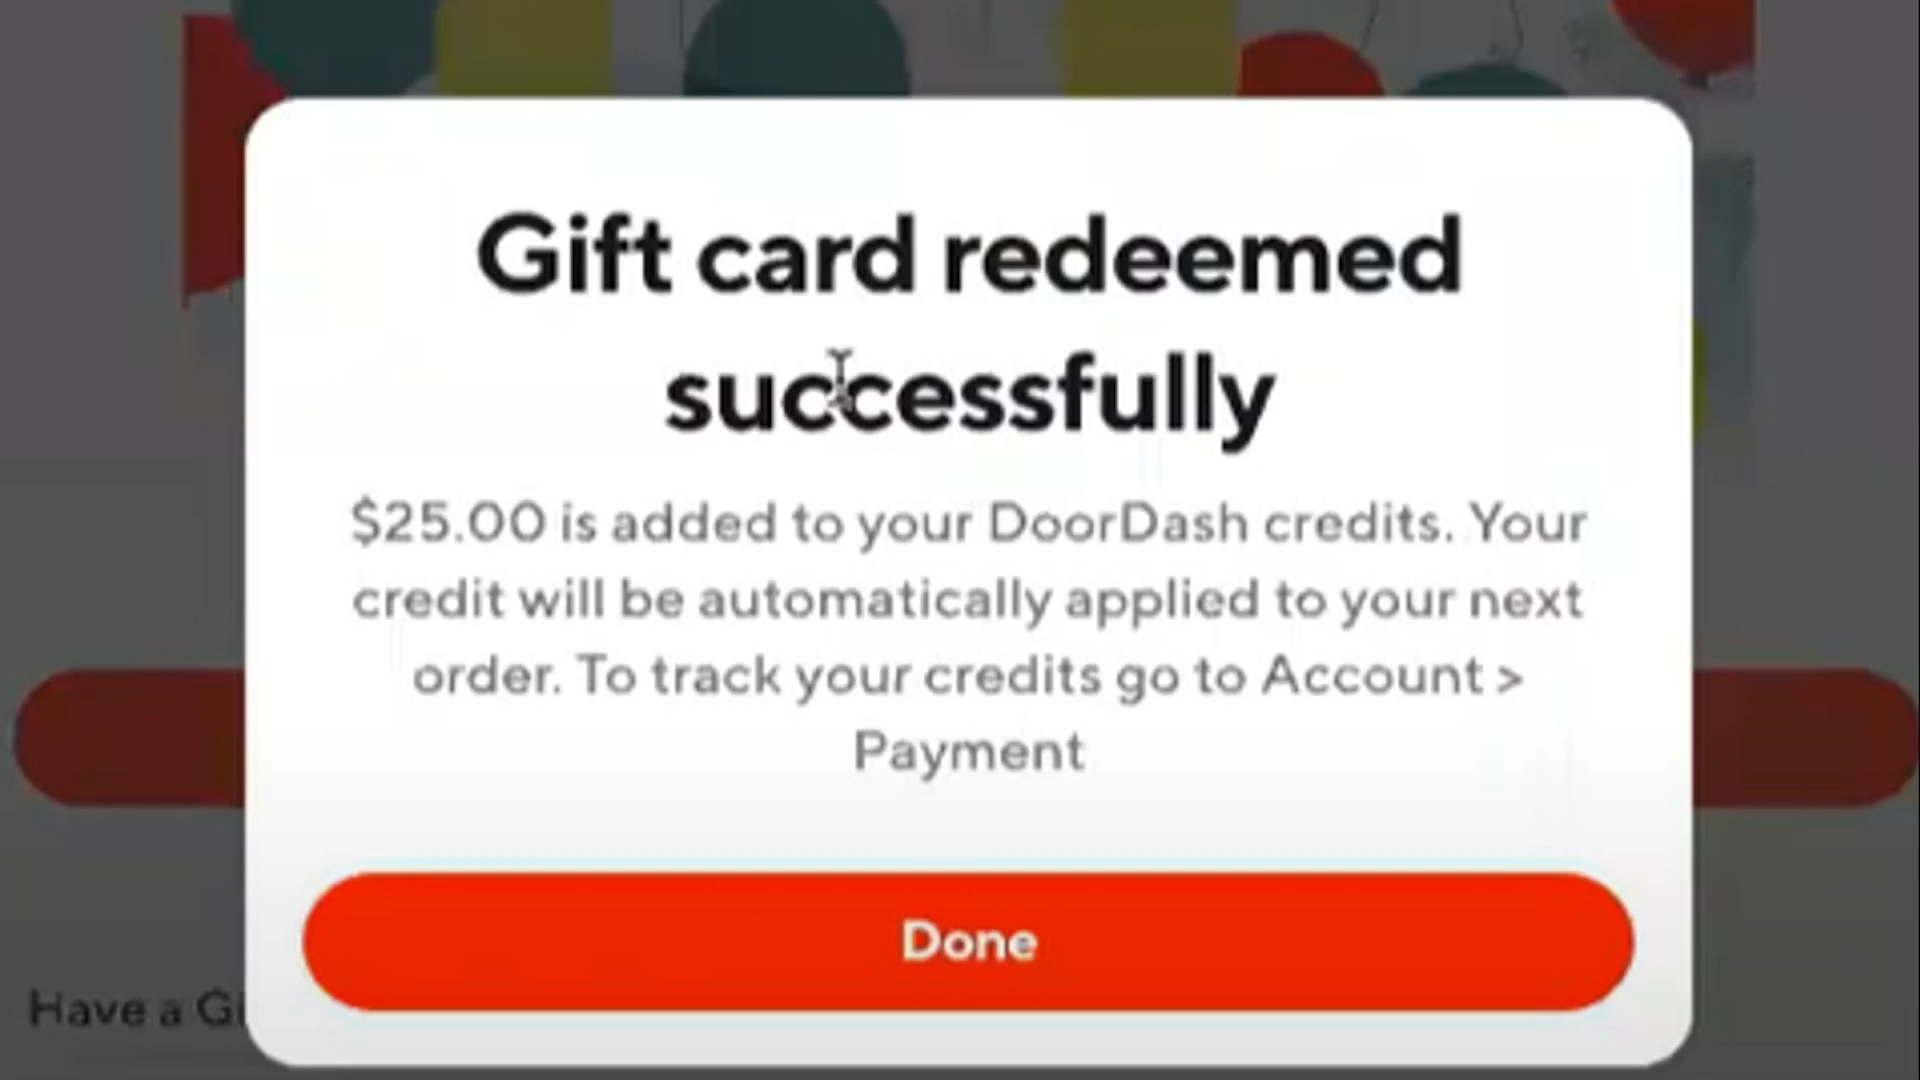 Gift card redeemed
successfully
$25.00 is added to your DoorDash credits. Your
credit will be automatically applied to your next
order. To track your credits go to Account >
Payment
Done
Have a Gi